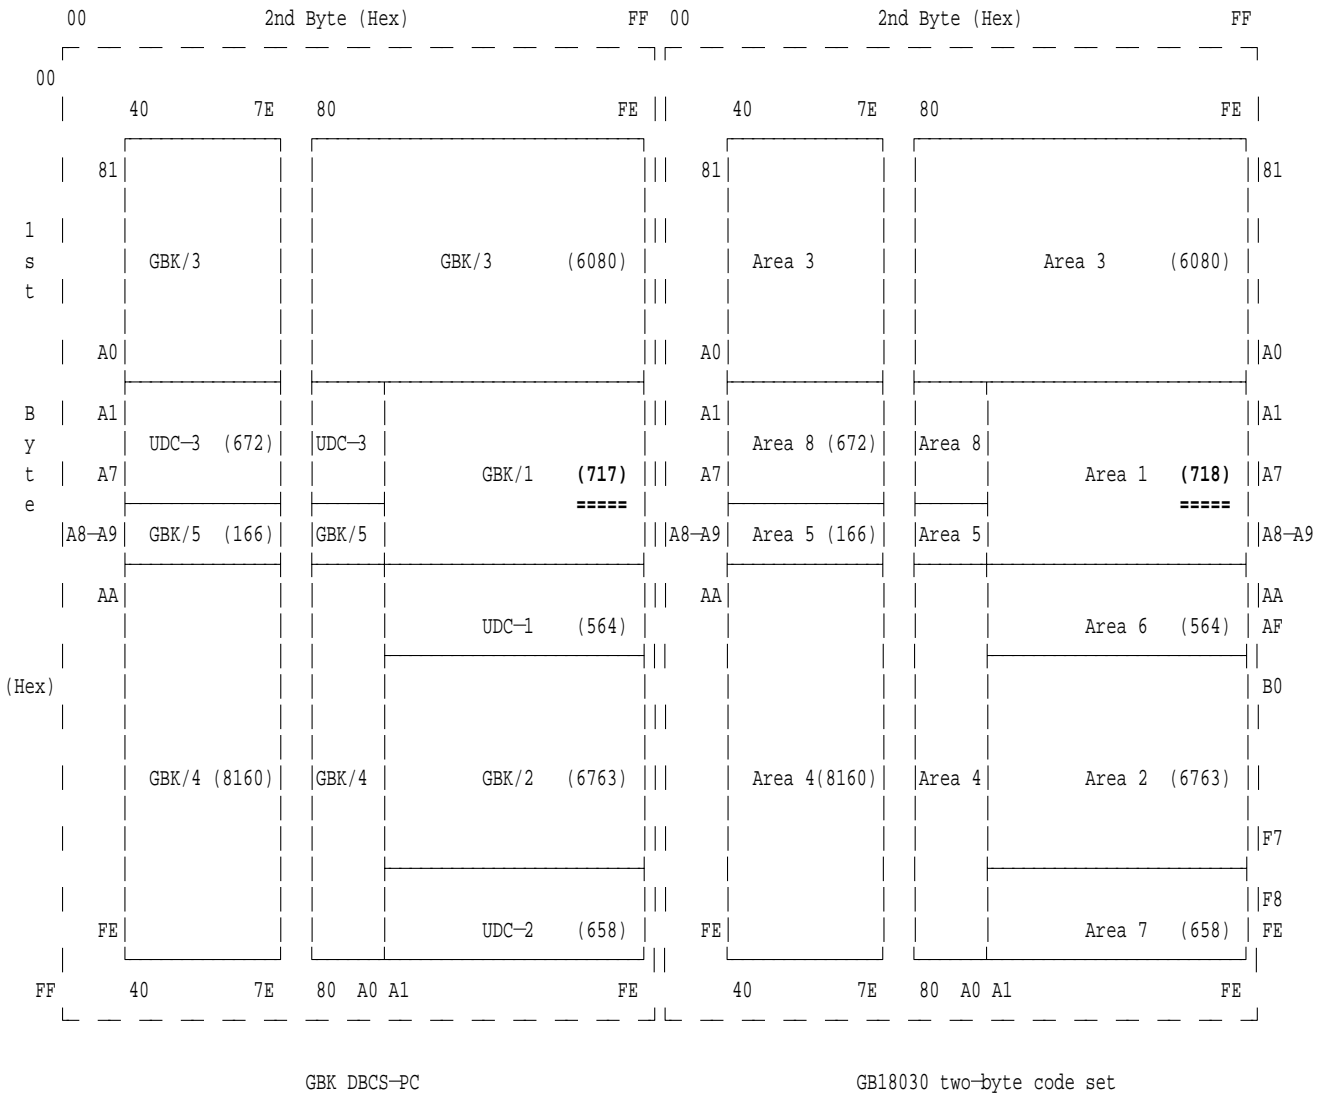 00 2nd Byte (Hex) FF 00 2nd Byte (Hex) FF
00
40 7E 80 FE 40 7E 80 FE
81 81 81
1
s GBK/3 GBK/3 (6080) Area 3 Area 3 (6080)
t
A0 A0 A0
B A1 A1 A1
y UDC-3 (672) UDC-3 Area 8 (672) Area 8
t A7 GBK/1 (717) A7 Area 1 (718) A7
e ===== =====
A8-A9 GBK/5 (166) GBK/5 A8-A9 Area 5 (166) Area 5 A8-A9
AA AA AA
UDC-1 (564) Area 6 (564) AF
(Hex) B0
GBK/4 (8160) GBK/4 GBK/2 (6763) Area 4(8160) Area 4 Area 2 (6763)
F7
F8
FE UDC-2 (658) FE Area 7 (658) FE
FF 40 7E 80 A0 A1 FE 40 7E 80 A0 A1 FE
GBK DBCS-PC GB18030 two-byte code set